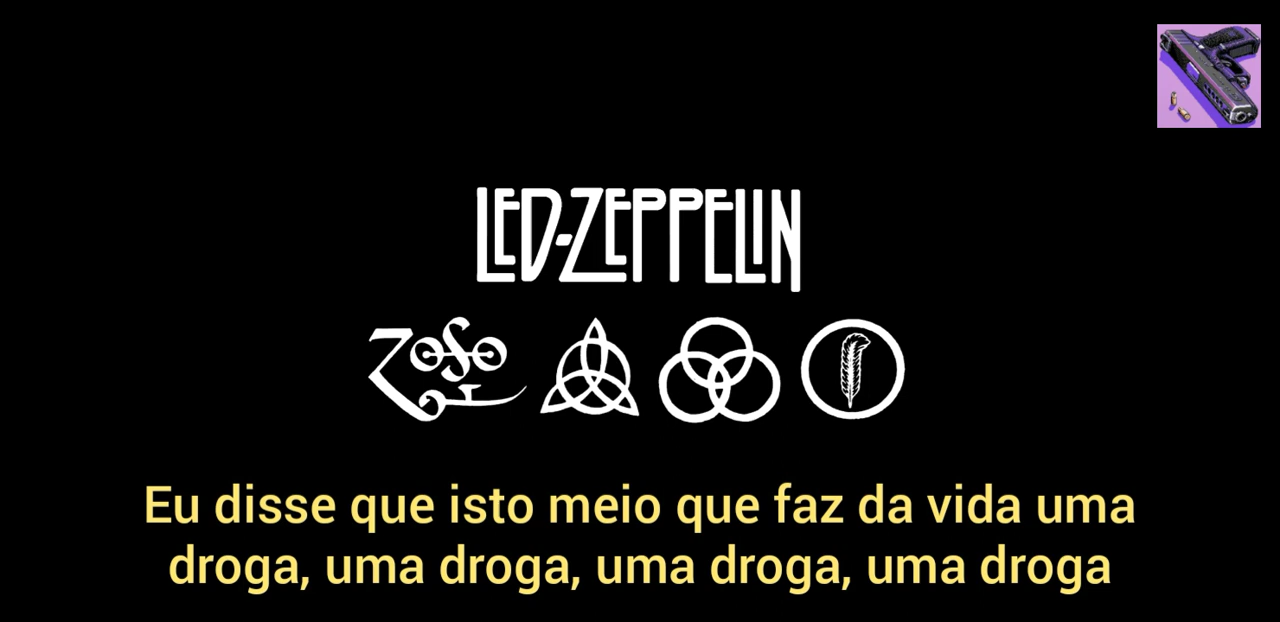 LED-ZEPPELIN
ZOSO
Eu disse que isto meio que faz da vida uma
droga, uma droga, uma droga, uma droga